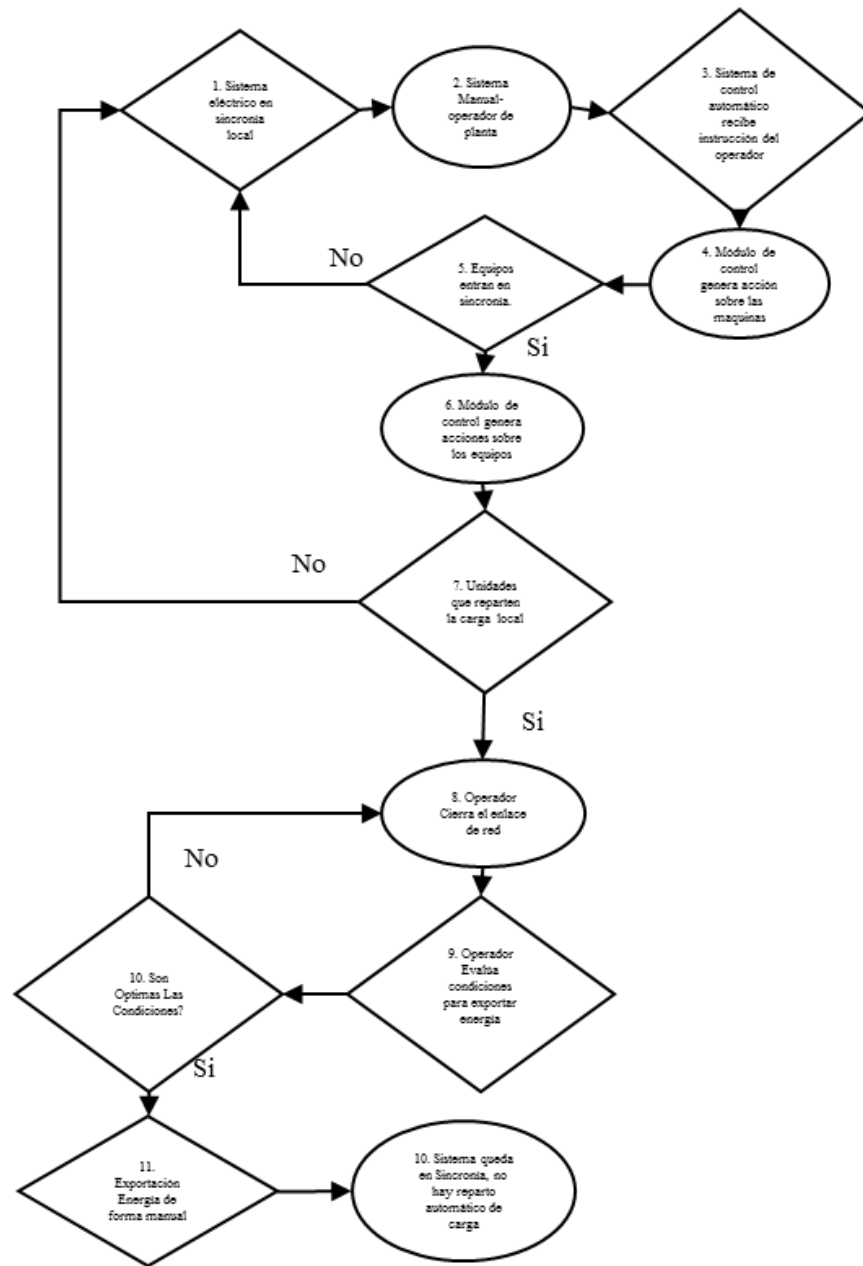 1. Sistema
eléctrico en
sincronía
local
2. Sistema
Manual-
operador de
planta
3. Sistema de
control
automático
recibe
instrucción del
operador
4. Módulo de
control
genera acción
sobre las
maquinas
No
5. Equipos
entran en
sincronía.
Si
6. Módulo de
control genera
acciones sobre
los equipos
No
7. Unidades
que reparten
la carga local
Si
8. Operador
Cierra el enlace
de red
No
9. Operador
Evalúa
condiciones
para exportar
energía
10. Son
Optimas Las
Condiciones?
Si
11.
Exportación
Energía de
forma manual
10. Sistema queda
en Sincronía, no
hay reparto
automático de
carga